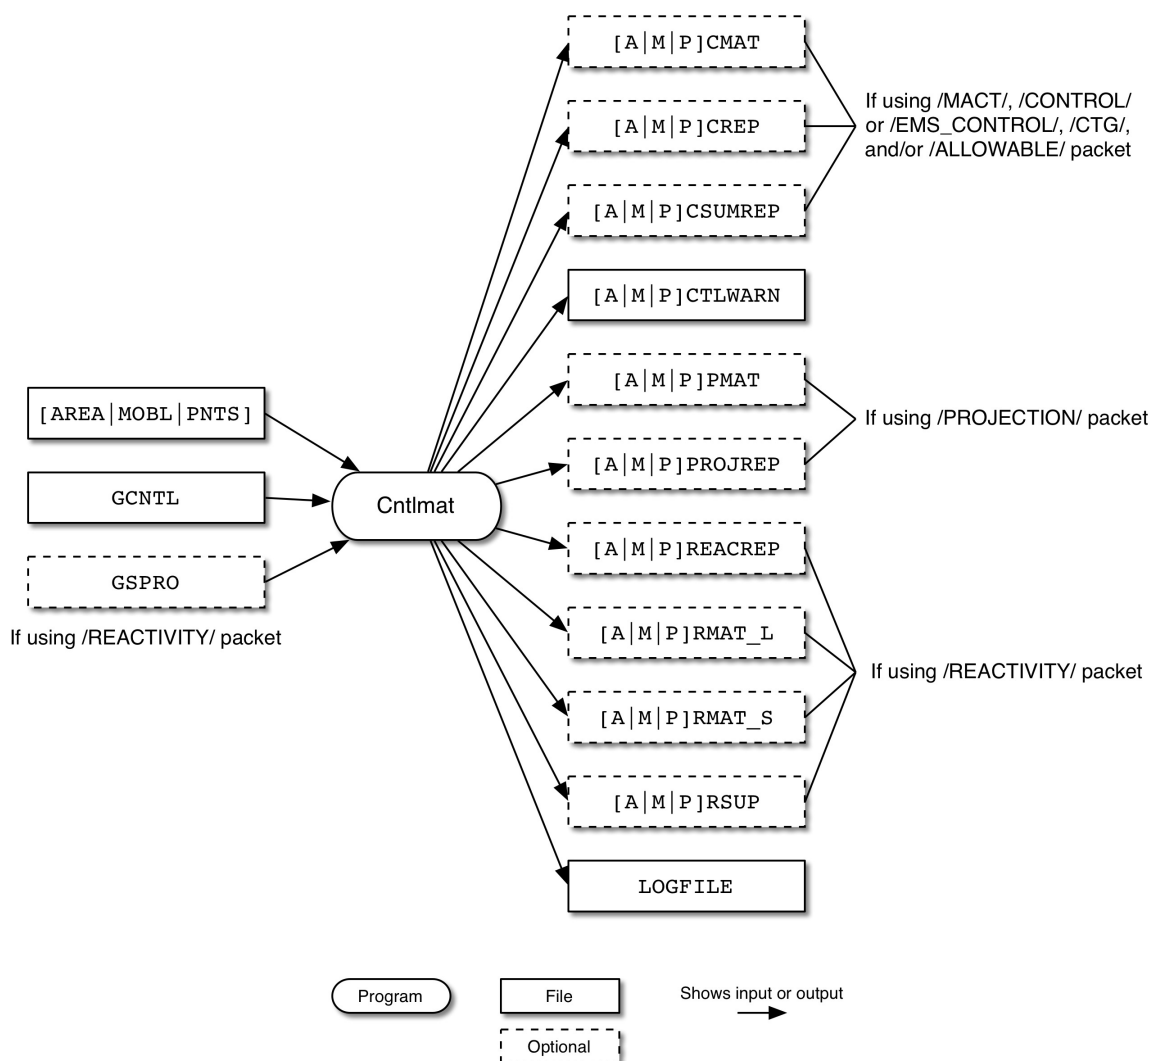 [A|M|P]CMAT
[A|M|P]CREP
[A|M|P]CSUMREP
If using /MACT/, /CONTROL/
or /EMS_CONTROL/, /CTG/,
and/or /ALLOWABLE/ packet
[A|M|P]CTLWARN
[A|M|P]PMAT
[A|M|P]PROJREP
If using /PROJECTION/ packet
[AREA|MOBL|PNTS]
GCNTL
GSPRO
If using /REACTIVITY/ packet
Cntlmat
[A|M|P]REACREP
[A|M|P]RMAT_L
[A|M|P]RMAT_S
[A|M|P]RSUP
If using /REACTIVITY/ packet
LOGFILE
Program
File
Optional
Shows input or output